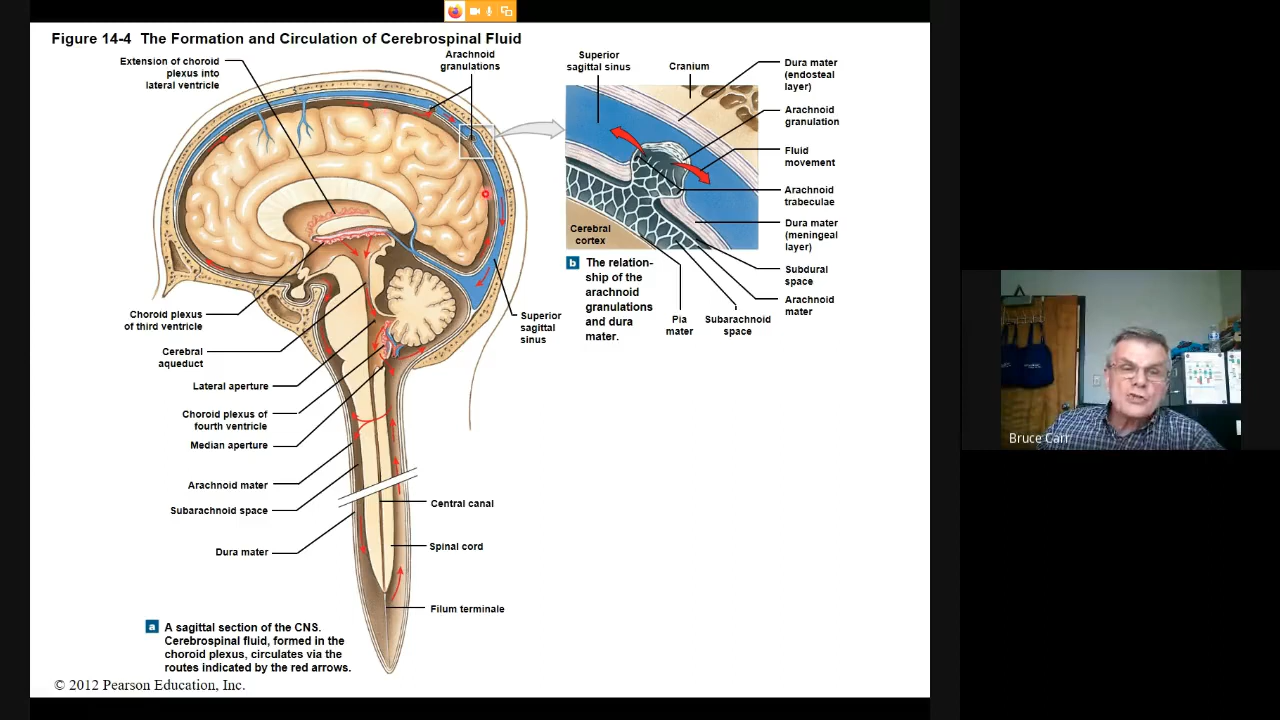 Figure 14-4 The Formation and Circulation of Cerebrospinal Fluid
Extension of choroid
plexus into
lateral ventricle
Arachnoid
granulations
Choroid plexus
of third ventricle
Cerebral
aqueduct
Lateral aperture
Choroid plexus of
fourth ventricle
Median aperture
Arachnoid mater
Subarachnoid space
Dura mater
Superior
sagittal
sinus
Central canal
Spinal cord
Filum terminale
a A sagittal section of the CNS.
Cerebrospinal fluid, formed in the
choroid plexus, circulates via the
routes indicated by the red arrows.
Superior
sagittal sinus
Cranium
Dura mater
(endosteal
layer)
Arachnoid
granulation
Fluid
movement
Arachnoid
trabeculae
Dura mater
(meningeal
layer)
Subdural
space
Arachnoid
mater
Cerebral
cortex
Pia
mater
Subarachnoid
space
b The relation-
ship of the
arachnoid
granulations
and dura
mater.
© 2012 Pearson Education, Inc.
Bruce Carr